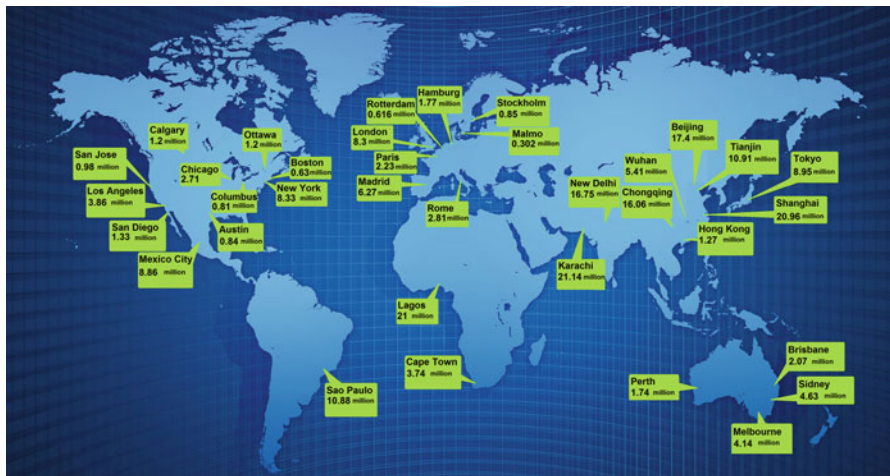 Hamburg
1.77 million
Rotterdam
0.616 million
Stockholm
0.85 million
London
8.3 million
Malmo
0.302 million
Paris
2.23 million
Madrid
6.27 million
Rome
2.81 million
Calgary
1.2 million
Ottawa
1.2 million
San Jose
0.98 million
Chicago
2.71
Boston
0.63 million
Los Angeles
3.86 million
Columbus
0.81 million
New York
8.33 million
San Diego
1.33 million
Austin
0.84 million
Mexico City
8.86 million
Beijing
17.4 million
Wuhan
5.41 million
Tianjin
10.91 million
Tokyo
8.95 million
New Delhi
16.75 million
Chongqing
16.06 million
Shanghai
20.96 million
Hong Kong
1.27 million
Karachi
21.14 million
Lagos
21 million
Cape Town
3.74 million
Sao Paulo
10.88 million
Brisbane
2.07 million
Perth
1.74 million
Sidney
4.63 million
Melbourne
4.14 million